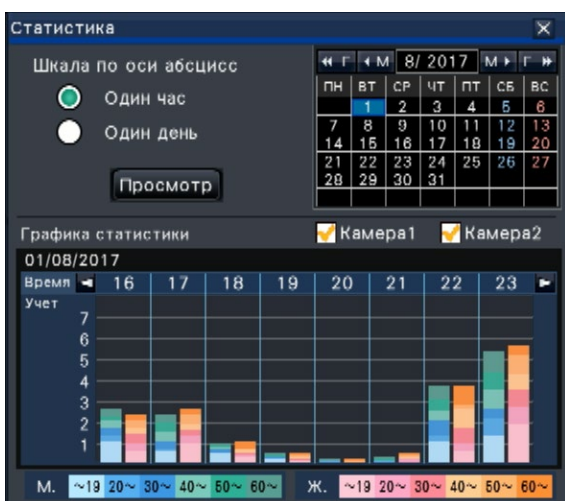 Статистика
Шкала по оси абсцисс
Один час
Один день
Просмотр
Г М 8/ 2017 М Г
ПН ВТ СР ЧТ ПТ СБ ВС
1 2 3 4 5 6
7 8 9 10 11 12 13
14 15 16 17 18 19 20
21 22 23 24 25 26 27
28 29 30 31
Графика статистики Камера1 Камера2
01/08/2017
Время 16 17 18 19 20 21 22 23
Учет
7
6
5
4
3
2
1
М. ~19 20~ 30~ 40~ 50~ 60~ Ж. ~19 20~ 30~ 40~ 50~ 60~